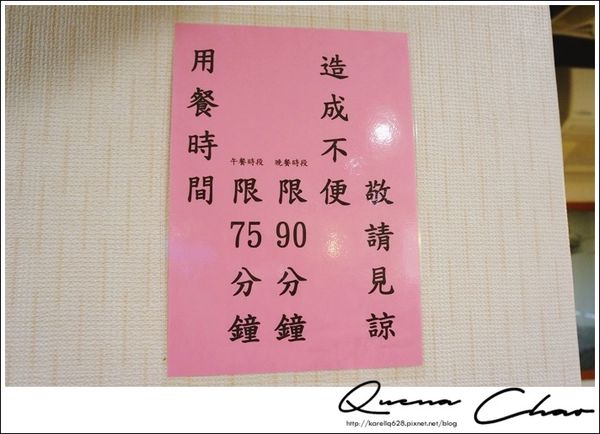 用餐時間
午餐時段
限75分鐘
晚餐時段
限90分鐘
造成不便
敬請見諒
Quena Chao
http://karellq628.pixnet.net/blog